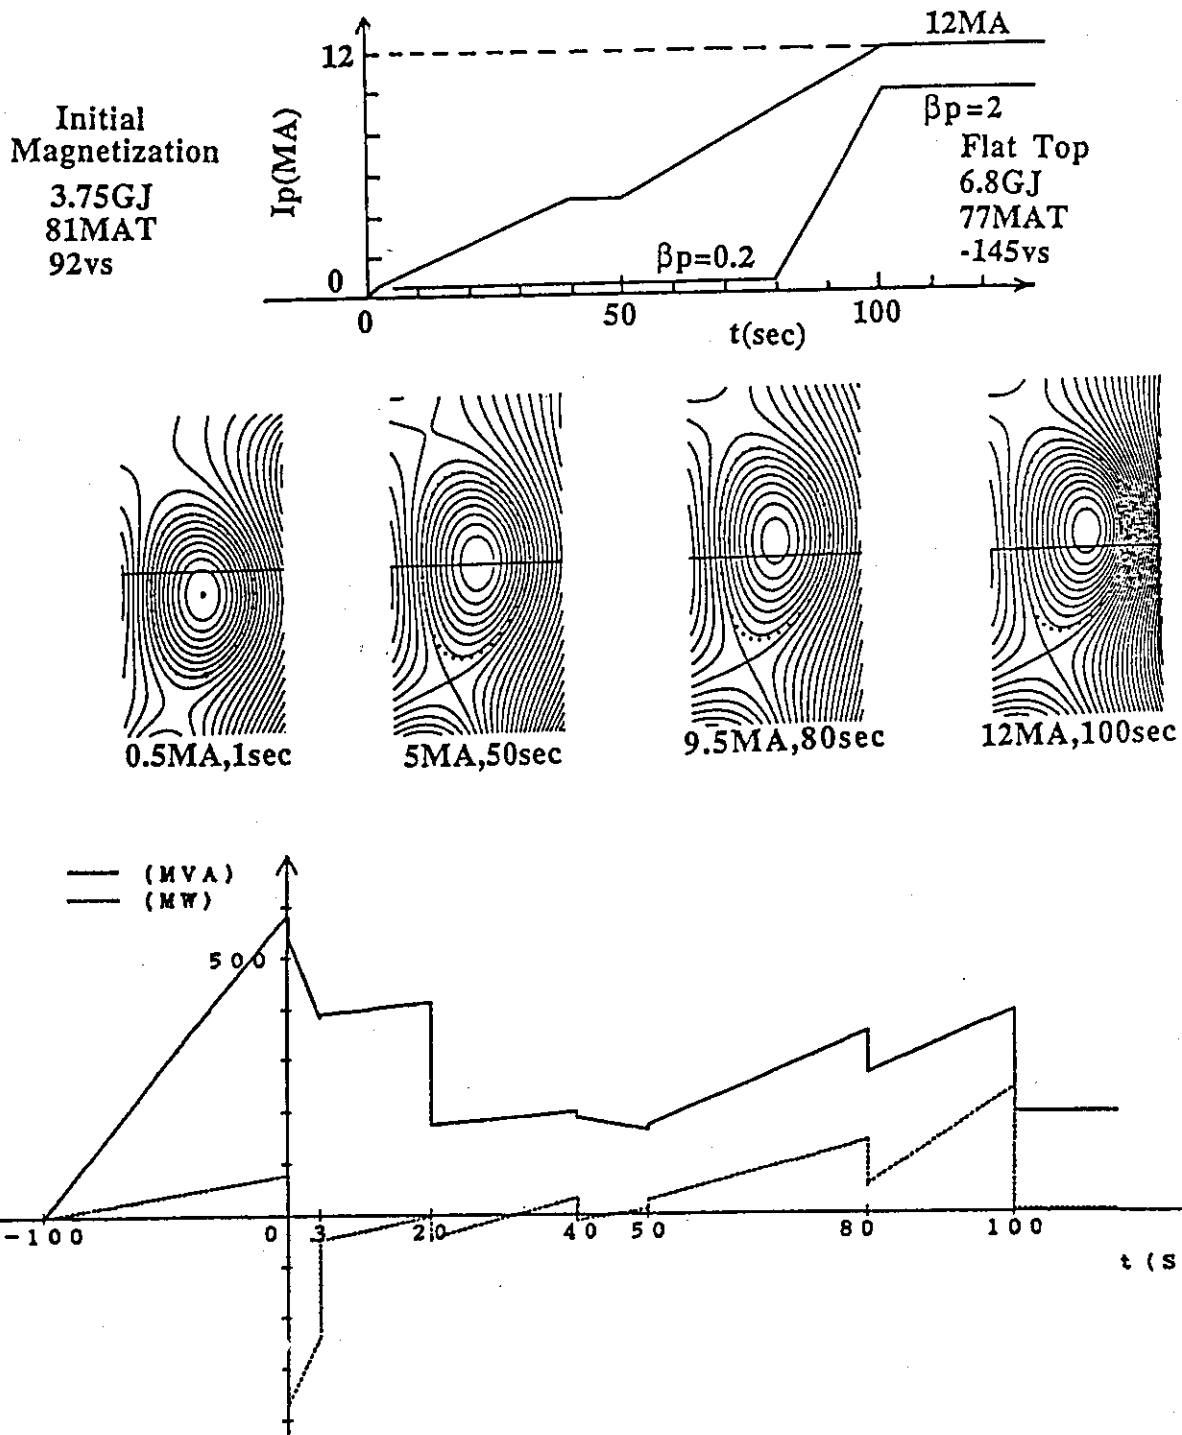 12MA
12
Initial
Magnetization
3.75GJ
81MAT
92vs
Ip(MA)
βp=2
Flat Top
6.8GJ
77MAT
-145vs
βp=0.2
0
0
50
100
t(sec)
0.5MA,1sec
5MA,50sec
9.5MA,80sec
12MA,100sec
(MVA)
(MW)
500
-100
0
3
20
40
50
80
100
t (S